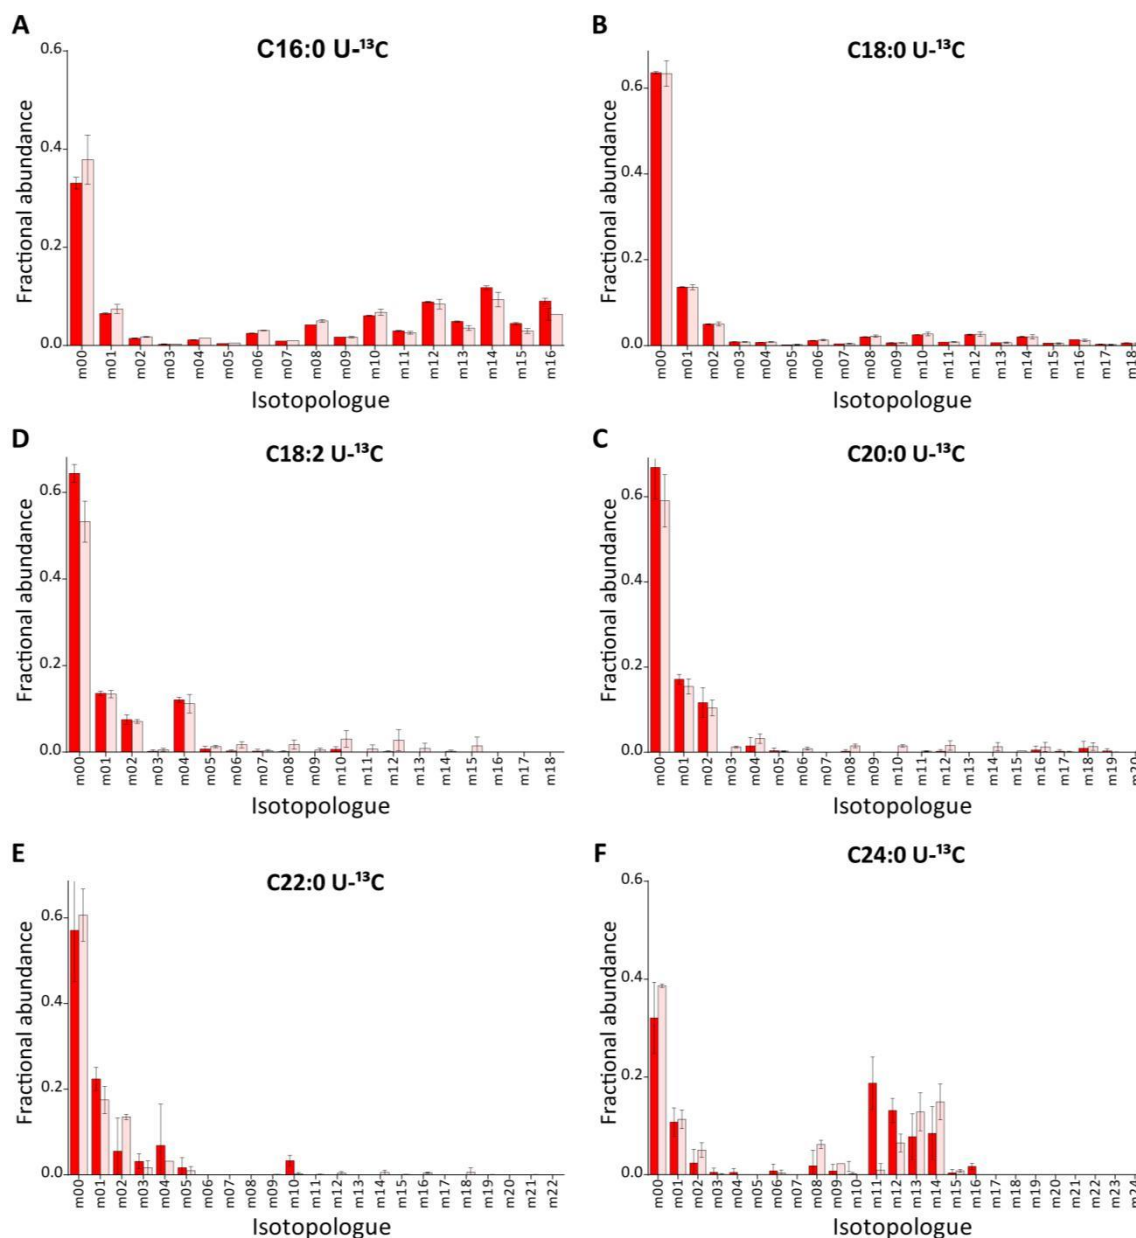 A
C16:0 U-¹³C
Fractional abundance
0.6
0.4
0.2
0.0
m00
m01
m02
m03
m04
m05
m06
m07
m08
m09
m10
m11
m12
m13
m14
m15
m16
Isotopologue
B
C18:0 U-¹³C
Fractional abundance
0.6
0.4
0.2
0.0
m00
m01
m02
m03
m04
m05
m06
m07
m08
m09
m10
m11
m12
m13
m14
m15
m16
m17
m18
Isotopologue
D
C18:2 U-¹³C
Fractional abundance
0.6
0.4
0.2
0.0
m00
m01
m02
m03
m04
m05
m06
m07
m08
m09
m10
m11
m12
m13
m14
m15
m16
m17
m18
Isotopologue
C
C20:0 U-¹³C
Fractional abundance
0.6
0.4
0.2
0.0
m00
m01
m02
m03
m04
m05
m06
m07
m08
m09
m10
m11
m12
m13
m14
m15
m16
m17
m18
m19
m20
Isotopologue
E
C22:0 U-¹³C
Fractional abundance
0.6
0.4
0.2
0.0
m00
m01
m02
m03
m04
m05
m06
m07
m08
m09
m10
m11
m12
m13
m14
m15
m16
m17
m18
m19
m20
m21
m22
Isotopologue
F
C24:0 U-¹³C
Fractional abundance
0.6
0.4
0.2
0.0
m00
m01
m02
m03
m04
m05
m06
m07
m08
m09
m10
m11
m12
m13
m14
m15
m16
m17
m18
m19
m20
m21
m22
m23
m24
Isotopologue